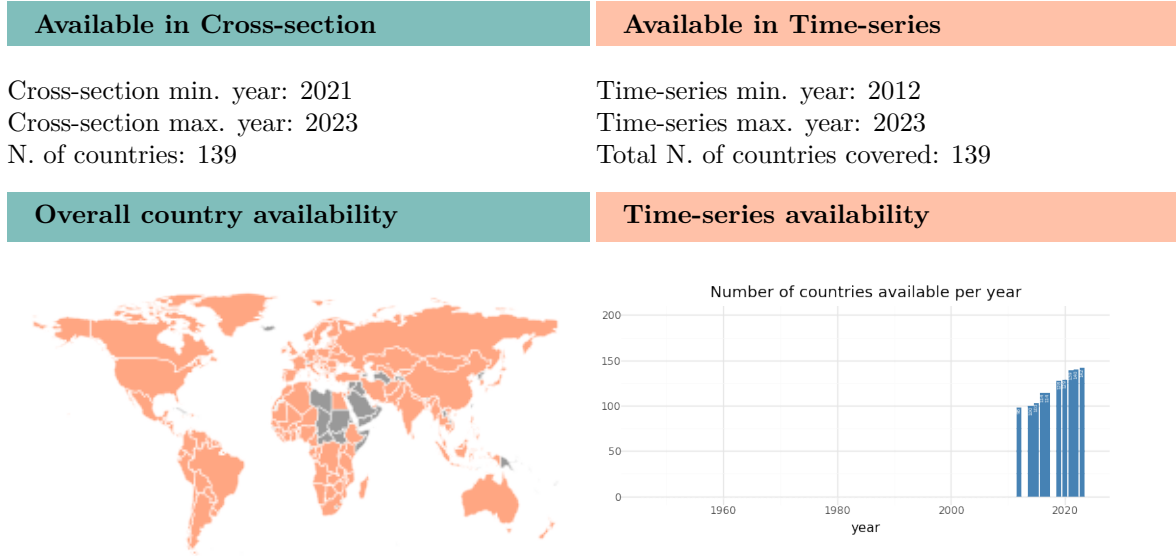 Available in Cross-section
Available in Time-series
Cross-section min. year: 2021
Cross-section max. year: 2023
N. of countries: 139
Time-series min. year: 2012
Time-series max. year: 2023
Total N. of countries covered: 139
Overall country availability
Time-series availability
Number of countries available per year
200
150
100
50
0
1960
1980
2000
2020
year